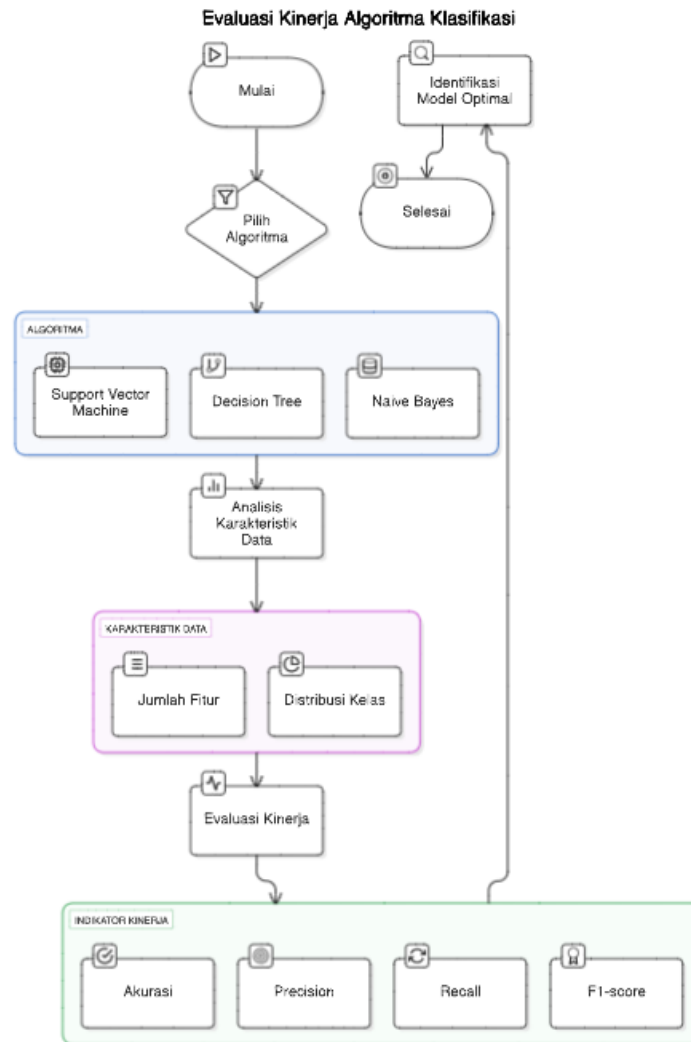 Evaluasi Kinerja Algoritma Klasifikasi
Mulai
Identifikasi
Model Optimal
Pilih
Algoritma
Selesai
ALGORITMA
Support Vector
Machine
Decision Tree
Naive Bayes
Analisis
Karakteristik
Data
KARAKTERISTIK DATA
Jumlah Fitur
Distribusi Kelas
Evaluasi Kinerja
INDIKATOR KINERJA
Akurasi
Precision
Recall
F1-score